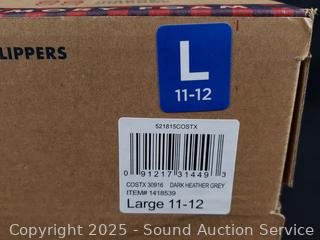 SLIPPERS
L
11-12
521815COSTX
0 91217 31449 3
COSTX 30916 DARK HEATHER GREY
ITEM# 1418539
Large 11-12
Copyright 2025 - Sound Auction Service